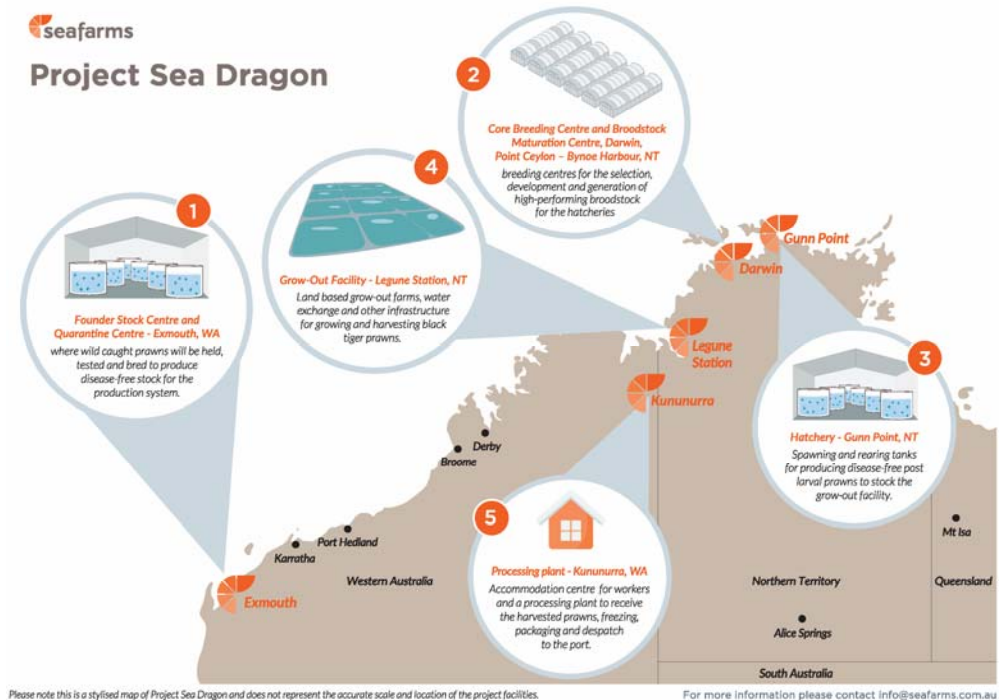 seafarms
Project Sea Dragon
1
Founder Stock Centre and
Quarantine Centre - Exmouth, WA
where wild caught prawns will be held,
tested and bred to produce
disease-free stock for the
production system.
2
Core Breeding Centre and Broodstock
Maturation Centre, Darwin,
Point Ceylon – Bynoe Harbour, NT
breeding centres for the selection,
development and generation of
high-performing broodstock
for the hatcheries
4
Grow-Out Facility - Legune Station, NT
Land based grow-out farms, water
exchange and other infrastructure
for growing and harvesting black
tiger prawns.
3
Hatchery - Gunn Point, NT
Spawning and rearing tanks
for producing disease-free post
larval prawns to stock the
grow-out facility.
5
Processing plant - Kununurra, WA
Accommodation centre for workers
and a processing plant to receive
the harvested prawns, freezing,
packaging and despatch
to the port.
Gunn Point
Darwin
Legune
Station
Kununurra
Derby
Broome
Port Hedland
Karratha
Exmouth
Western Australia
Northern Territory
Mt Isa
Queensland
Alice Springs
South Australia
Please note this is a stylised map of Project Sea Dragon and does not represent the accurate scale and location of the project facilities.
For more information please contact info@seafarms.com.au